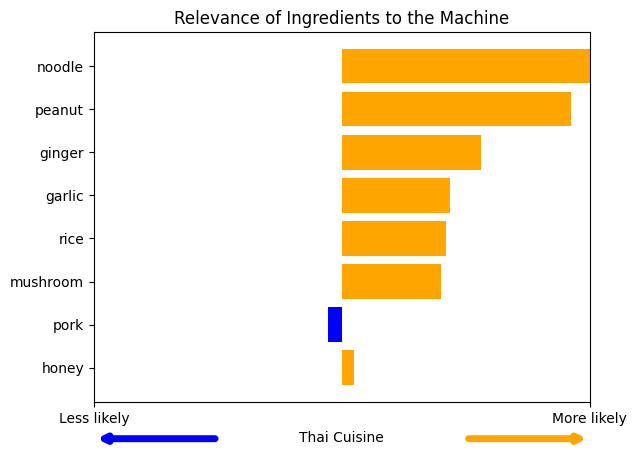 Relevance of Ingredients to the Machine
noodle
peanut
ginger
garlic
rice
mushroom
pork
honey
Less likely
More likely
Thai Cuisine